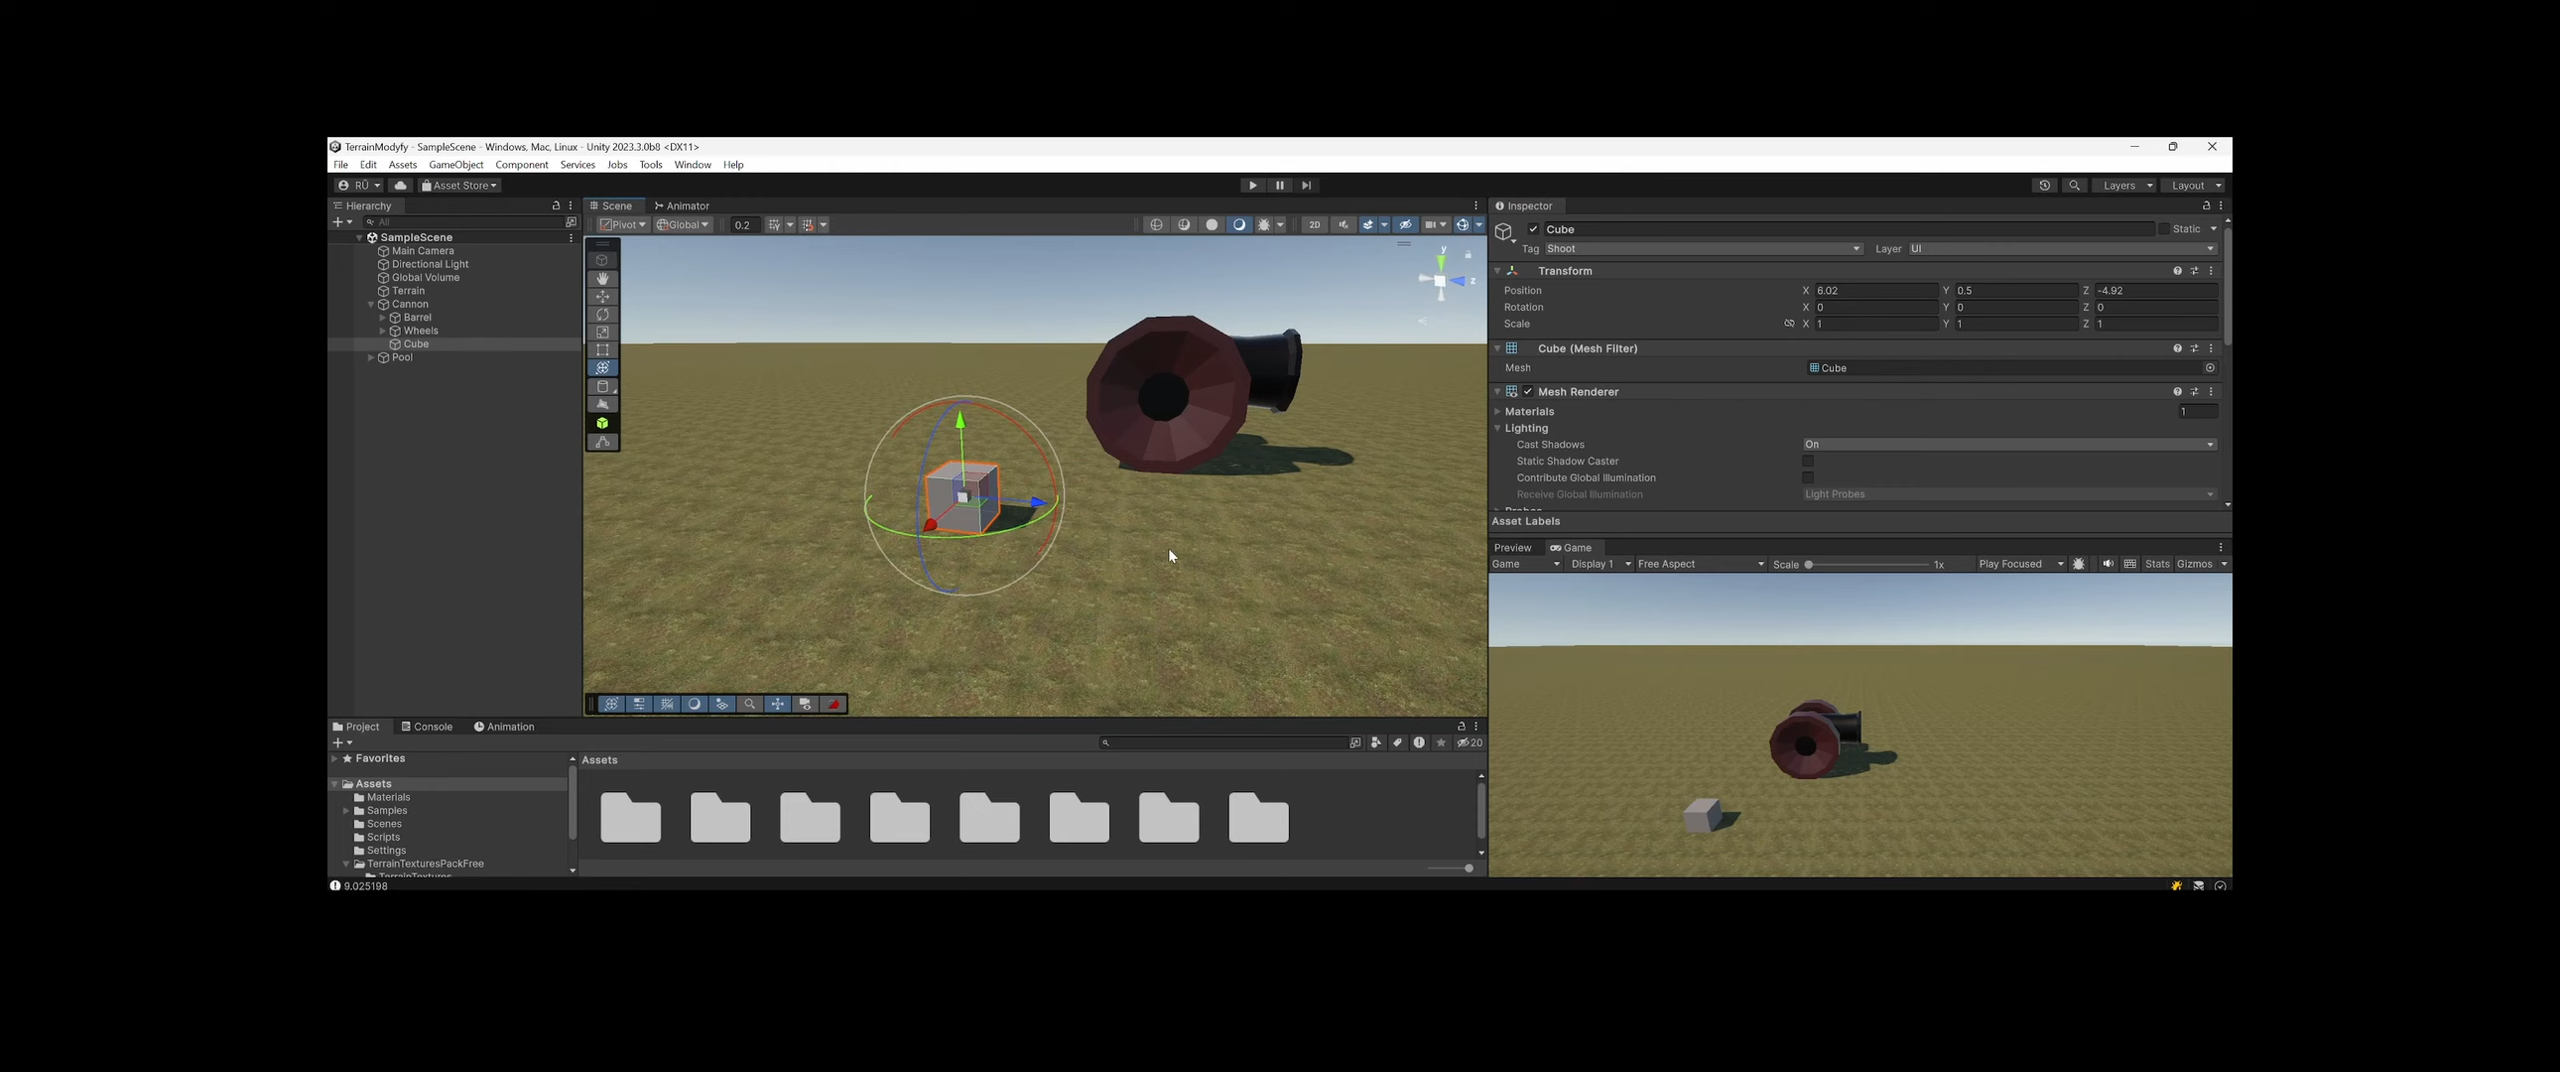 TerrainModyfy - SampleScene - Windows, Mac, Linux - Unity 2023.3.0b8 <DX11>
File Edit Assets GameObject Component Services Jobs Tools Window Help
RÜ Asset Store Layers Layout
Hierarchy
All
SampleScene
Main Camera
Directional Light
Global Volume
Terrain
Cannon
Barrel
Wheels
Cube
Pool
Scene Animator
Pivot Global 0.2 2D
y
z
Inspector
Cube Static
Tag Shoot Layer UI
Transform
Position X 6.02 Y 0.5 Z -4.92
Rotation X 0 Y 0 Z 0
Scale X 1 Y 1 Z 1
Cube (Mesh Filter)
Mesh Cube
Mesh Renderer
Materials 1
Lighting
Cast Shadows On
Static Shadow Caster
Contribute Global Illumination
Receive Global Illumination Light Probes
Probes
Asset Labels
Preview Game
Game Display 1 Free Aspect Scale 1x Play Focused Stats Gizmos
Project Console Animation
20
Favorites
Assets
Materials
Samples
Scenes
Scripts
Settings
TerrainTexturesPackFree
TerrainTextures
Assets
9.025198